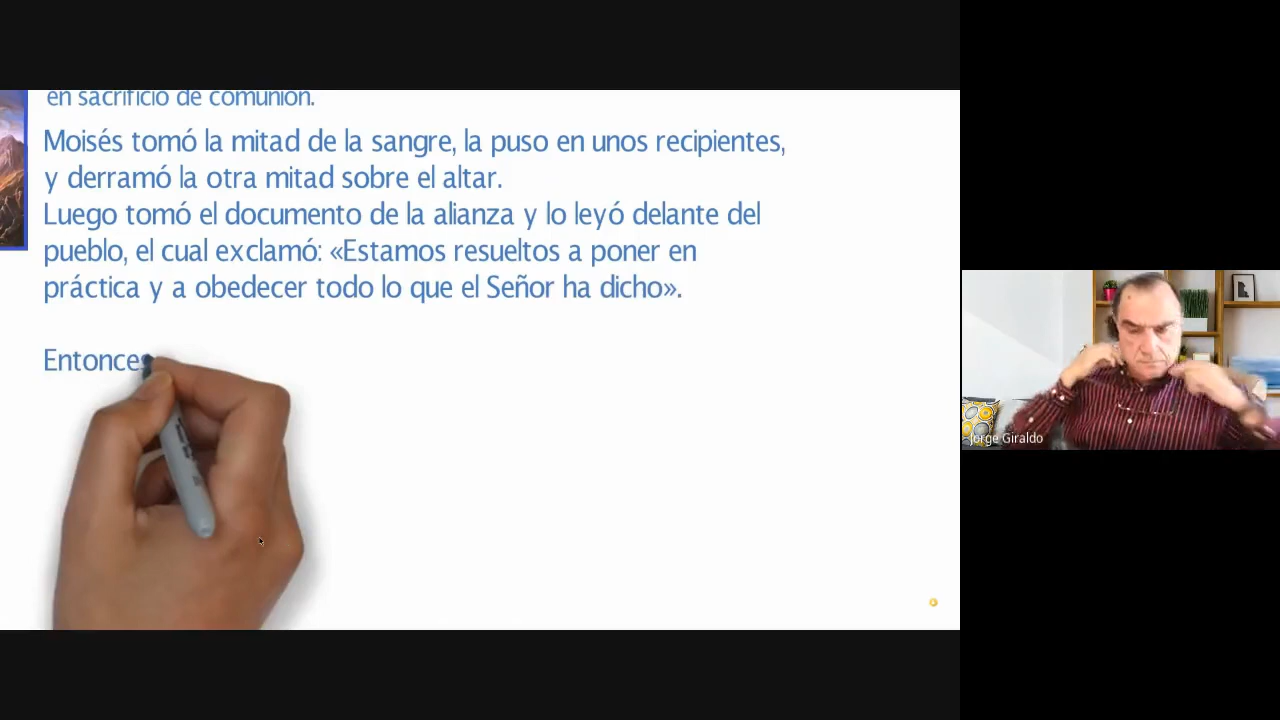 en sacrificio de comunión.
Moisés tomó la mitad de la sangre, la puso en unos recipientes,
y derramó la otra mitad sobre el altar.
Luego tomó el documento de la alianza y lo leyó delante del
pueblo, el cual exclamó: «Estamos resueltos a poner en
práctica y a obedecer todo lo que el Señor ha dicho».
Entonces
Jorge Giraldo